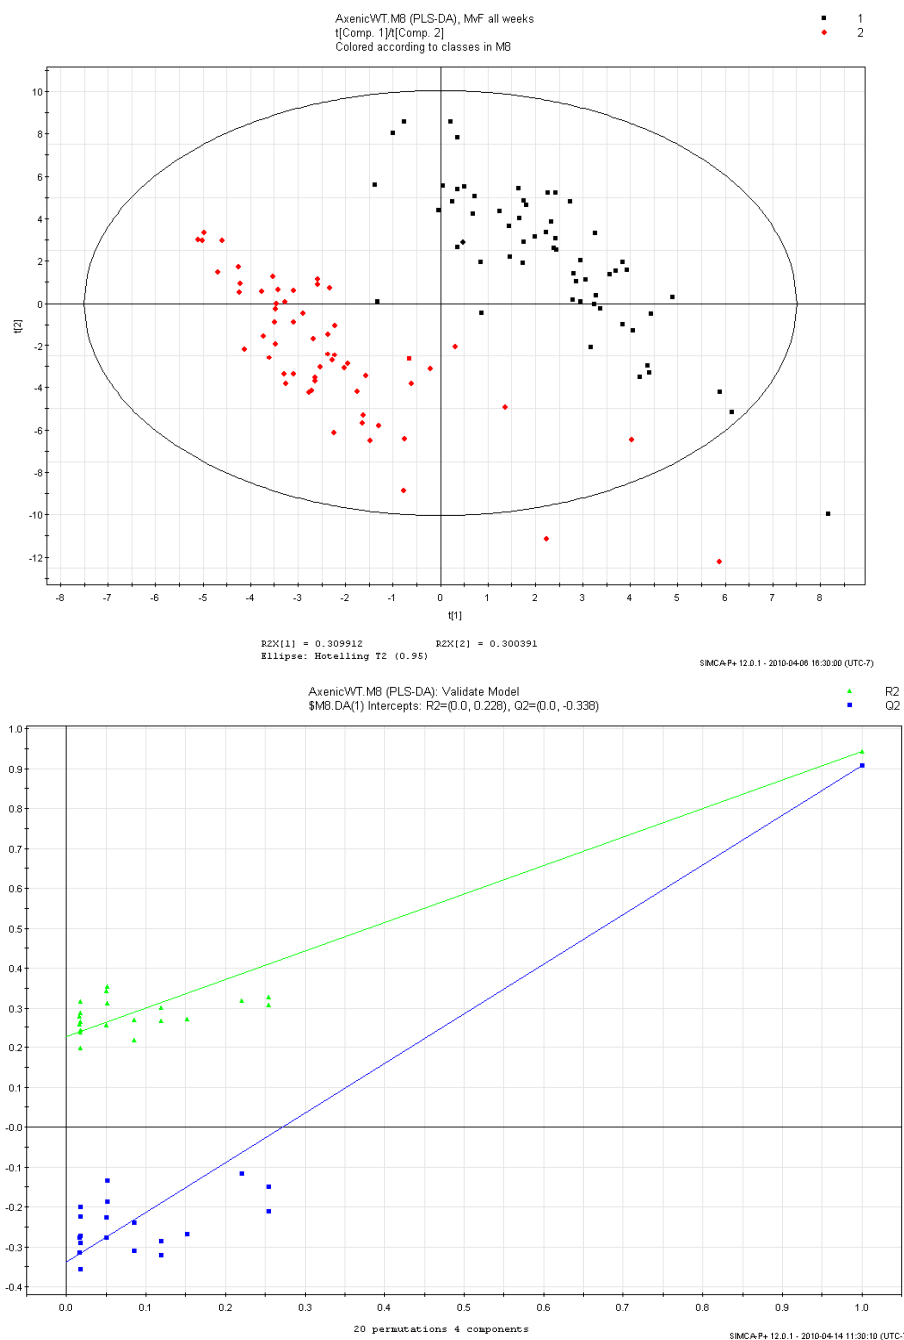 AxenicWT.M8 (PLS-DA), MvF all weeks
t[Comp. 1]/t[Comp. 2]
Colored according to classes in M8
1
2
10
8
6
4
2
0
-2
-4
-6
-8
-10
-12
t[2]
-8 -7 -6 -5 -4 -3 -2 -1 0 1 2 3 4 5 6 7 8
t[1]
R2X[1] = 0.309912 R2X[2] = 0.300391
Ellipse: Hotelling T2 (0.95)
SIMCA-P+ 12.0.1 - 2010-04-06 16:30:00 (UTC-7)
AxenicWT.M8 (PLS-DA): Validate Model
$M8.DA(1) Intercepts: R2=(0.0, 0.228), Q2=(0.0, -0.338)
R2
Q2
1.0
0.9
0.8
0.7
0.6
0.5
0.4
0.3
0.2
0.1
-0.0
-0.1
-0.2
-0.3
-0.4
0.0 0.1 0.2 0.3 0.4 0.5 0.6 0.7 0.8 0.9 1.0
20 permutations 4 components
SIMCA-P+ 12.0.1 - 2010-04-14 11:30:10 (UTC-